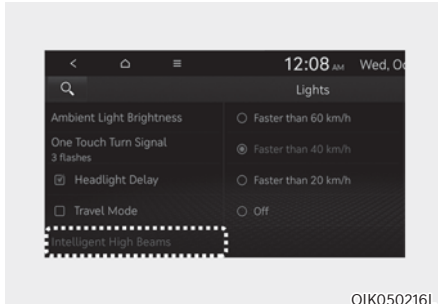 12:08 AM Wed, Oc
Lights
Ambient Light Brightness
Faster than 60 km/h
One Touch Turn Signal
3 flashes
Faster than 40 km/h
Headlight Delay
Faster than 20 km/h
Travel Mode
Off
Intelligent High Beams
OIK050216L